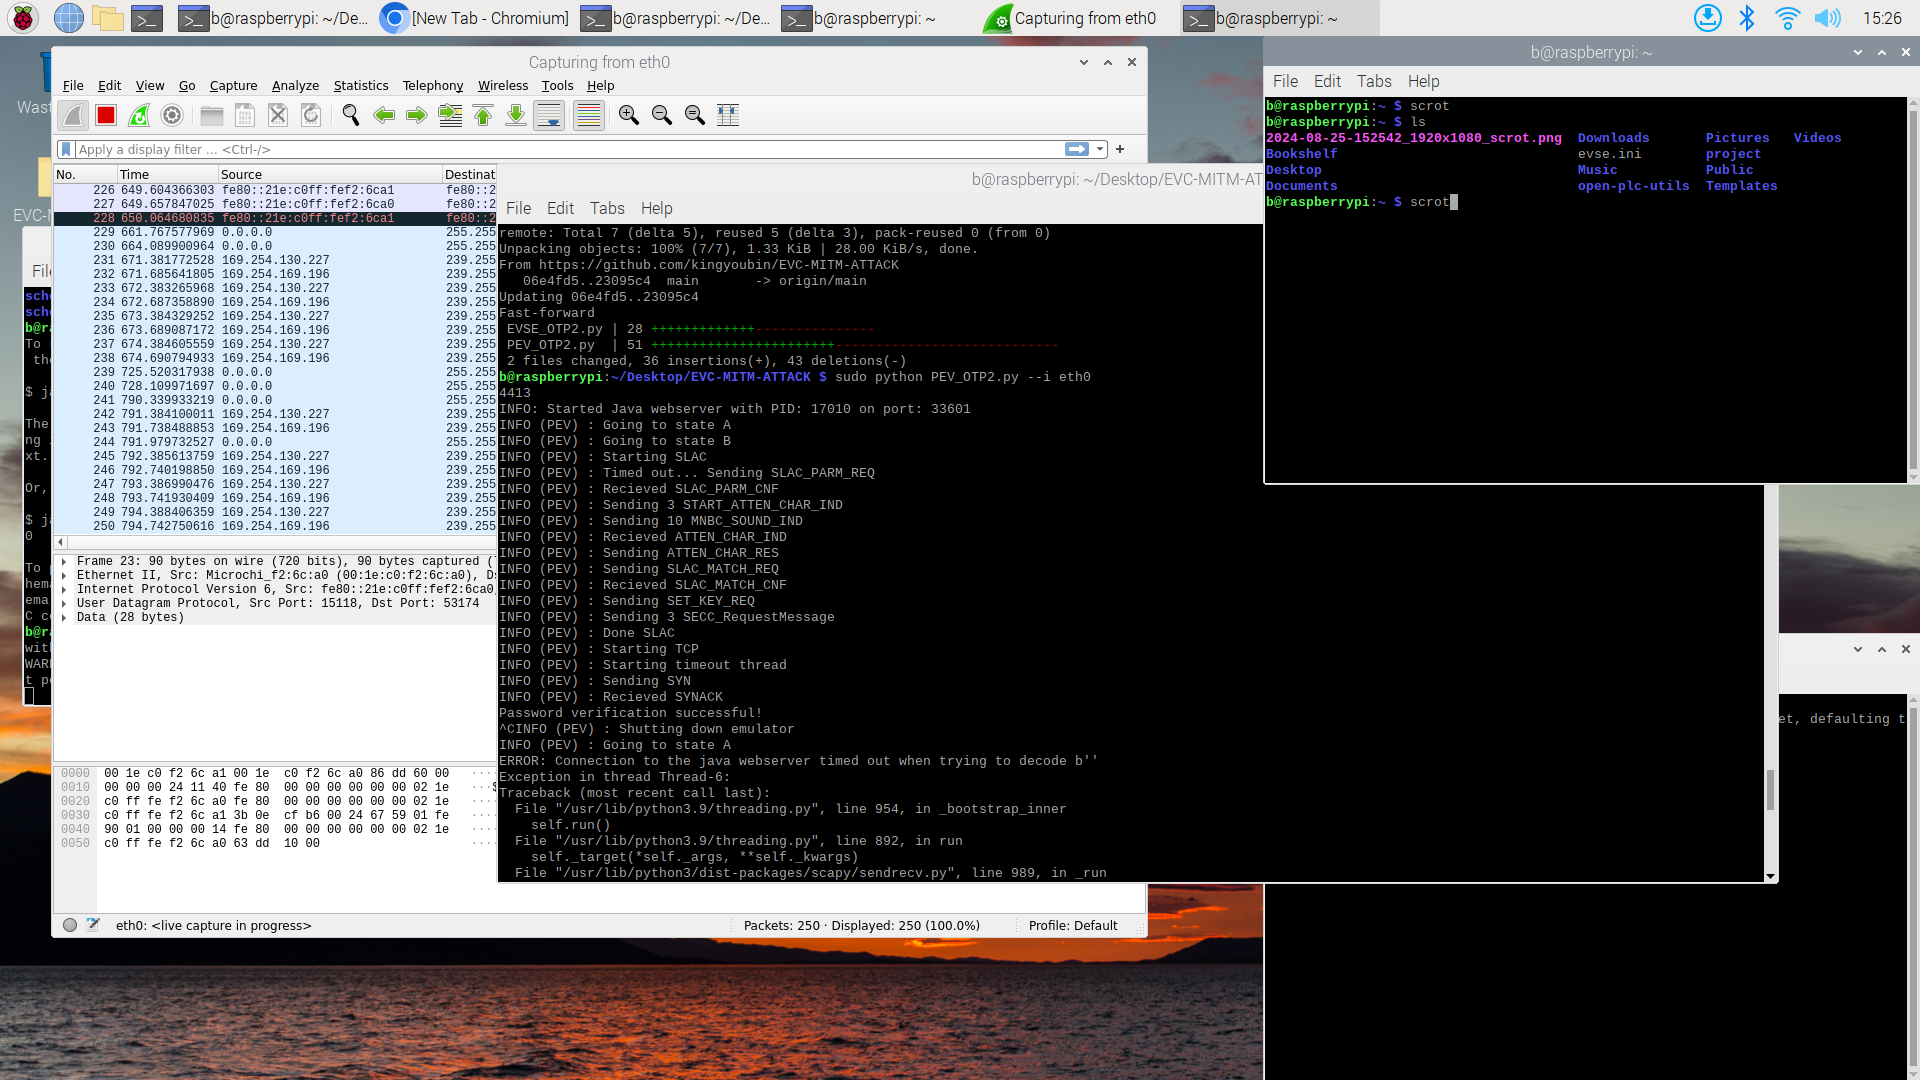 b@raspberrypi: ~/De...
[New Tab - Chromium]
b@raspberrypi: ~/De...
b@raspberrypi: ~
Capturing from eth0
b@raspberrypi: ~
15:26
Wast
EVC-M
Capturing from eth0
File Edit View Go Capture Analyze Statistics Telephony Wireless Tools Help
Apply a display filter ... <Ctrl-/>
No. Time Source Destinat
226 649.604366303 fe80::21e:c0ff:fef2:6ca1 fe80::2
227 649.657847025 fe80::21e:c0ff:fef2:6ca0 fe80::2
228 650.064680835 fe80::21e:c0ff:fef2:6ca1 fe80::2
229 661.767577969 0.0.0.0 255.255
230 664.089900964 0.0.0.0 255.255
231 671.381772528 169.254.130.227 239.255
232 671.685641805 169.254.169.196 239.255
233 672.383265968 169.254.130.227 239.255
234 672.687358890 169.254.169.196 239.255
235 673.384329252 169.254.130.227 239.255
236 673.689087172 169.254.169.196 239.255
237 674.384605559 169.254.130.227 239.255
238 674.690794933 169.254.169.196 239.255
239 725.520317938 0.0.0.0 255.255
240 728.109971697 0.0.0.0 255.255
241 790.339933219 0.0.0.0 255.255
242 791.384100011 169.254.130.227 239.255
243 791.738488853 169.254.169.196 239.255
244 791.979732527 0.0.0.0 255.255
245 792.385613759 169.254.130.227 239.255
246 792.740198850 169.254.169.196 239.255
247 793.386990476 169.254.130.227 239.255
248 793.741930409 169.254.169.196 239.255
249 794.388406359 169.254.130.227 239.255
250 794.742750616 169.254.169.196 239.255
Frame 23: 90 bytes on wire (720 bits), 90 bytes captured (
Ethernet II, Src: Microchi_f2:6c:a0 (00:1e:c0:f2:6c:a0), Ds
Internet Protocol Version 6, Src: fe80::21e:c0ff:fef2:6ca0,
User Datagram Protocol, Src Port: 15118, Dst Port: 53174
Data (28 bytes)
0000 00 1e c0 f2 6c a1 00 1e c0 f2 6c a0 86 dd 60 00 ····
0010 00 00 00 24 11 40 fe 80 00 00 00 00 00 00 02 1e ···$
0020 c0 ff fe f2 6c a0 fe 80 00 00 00 00 00 00 02 1e ····
0030 c0 ff fe f2 6c a1 3b 0e cf b6 00 24 67 59 01 fe ····
0040 90 01 00 00 00 14 fe 80 00 00 00 00 00 00 02 1e ····
0050 c0 ff fe f2 6c a0 63 dd 10 00 ····
eth0: <live capture in progress>
Packets: 250 · Displayed: 250 (100.0%)
Profile: Default
File
sche
sche
b@ra
To
the
$ ja
The
ng
xt.
Or,
$ ja
0
To p
hema
ema
C co
b@ra
with
WARN
t po
b@raspberrypi: ~/Desktop/EVC-MITM-AT
File Edit Tabs Help
remote: Total 7 (delta 5), reused 5 (delta 3), pack-reused 0 (from 0)
Unpacking objects: 100% (7/7), 1.33 KiB | 28.00 KiB/s, done.
From https://github.com/kingyoubin/EVC-MITM-ATTACK
06e4fd5..23095c4 main -> origin/main
Updating 06e4fd5..23095c4
Fast-forward
EVSE_OTP2.py | 28 +++++++++++++---------------
PEV_OTP2.py | 51 +++++++++++++++++++++++----------------------------
2 files changed, 36 insertions(+), 43 deletions(-)
b@raspberrypi:~/Desktop/EVC-MITM-ATTACK $ sudo python PEV_OTP2.py --i eth0
4413
INFO: Started Java webserver with PID: 17010 on port: 33601
INFO (PEV) : Going to state A
INFO (PEV) : Going to state B
INFO (PEV) : Starting SLAC
INFO (PEV) : Timed out... Sending SLAC_PARM_REQ
INFO (PEV) : Recieved SLAC_PARM_CNF
INFO (PEV) : Sending 3 START_ATTEN_CHAR_IND
INFO (PEV) : Sending 10 MNBC_SOUND_IND
INFO (PEV) : Recieved ATTEN_CHAR_IND
INFO (PEV) : Sending ATTEN_CHAR_RES
INFO (PEV) : Sending SLAC_MATCH_REQ
INFO (PEV) : Recieved SLAC_MATCH_CNF
INFO (PEV) : Sending SET_KEY_REQ
INFO (PEV) : Sending 3 SECC_RequestMessage
INFO (PEV) : Done SLAC
INFO (PEV) : Starting TCP
INFO (PEV) : Starting timeout thread
INFO (PEV) : Sending SYN
INFO (PEV) : Recieved SYNACK
Password verification successful!
^CINFO (PEV) : Shutting down emulator
INFO (PEV) : Going to state A
ERROR: Connection to the java webserver timed out when trying to decode b''
Exception in thread Thread-6:
Traceback (most recent call last):
File "/usr/lib/python3.9/threading.py", line 954, in _bootstrap_inner
self.run()
File "/usr/lib/python3.9/threading.py", line 892, in run
self._target(*self._args, **self._kwargs)
File "/usr/lib/python3/dist-packages/scapy/sendrecv.py", line 989, in _run
b@raspberrypi: ~
File Edit Tabs Help
b@raspberrypi:~ $ scrot
b@raspberrypi:~ $ ls
2024-08-25-152542_1920x1080_scrot.png Downloads Pictures Videos
Bookshelf evse.ini project
Desktop Music Public
Documents open-plc-utils Templates
b@raspberrypi:~ $ scrot
et, defaulting t